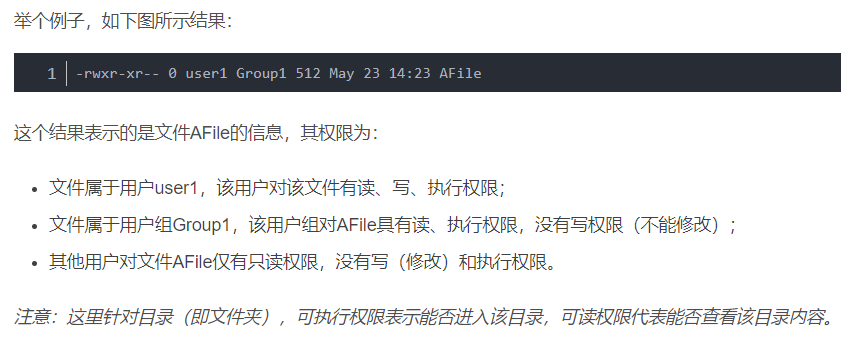 举个例子，如下图所示结果：
1 -rwxr-xr-- 0 user1 Group1 512 May 23 14:23 AFile
这个结果表示的是文件AFile的信息，其权限为：
• 文件属于用户user1，该用户对该文件有读、写、执行权限；
• 文件属于用户组Group1，该用户组对AFile具有读、执行权限，没有写权限（不能修改）；
• 其他用户对文件AFile仅有只读权限，没有写（修改）和执行权限。
注意：这里针对目录（即文件夹），可执行权限表示能否进入该目录，可读权限代表能否查看该目录内容。